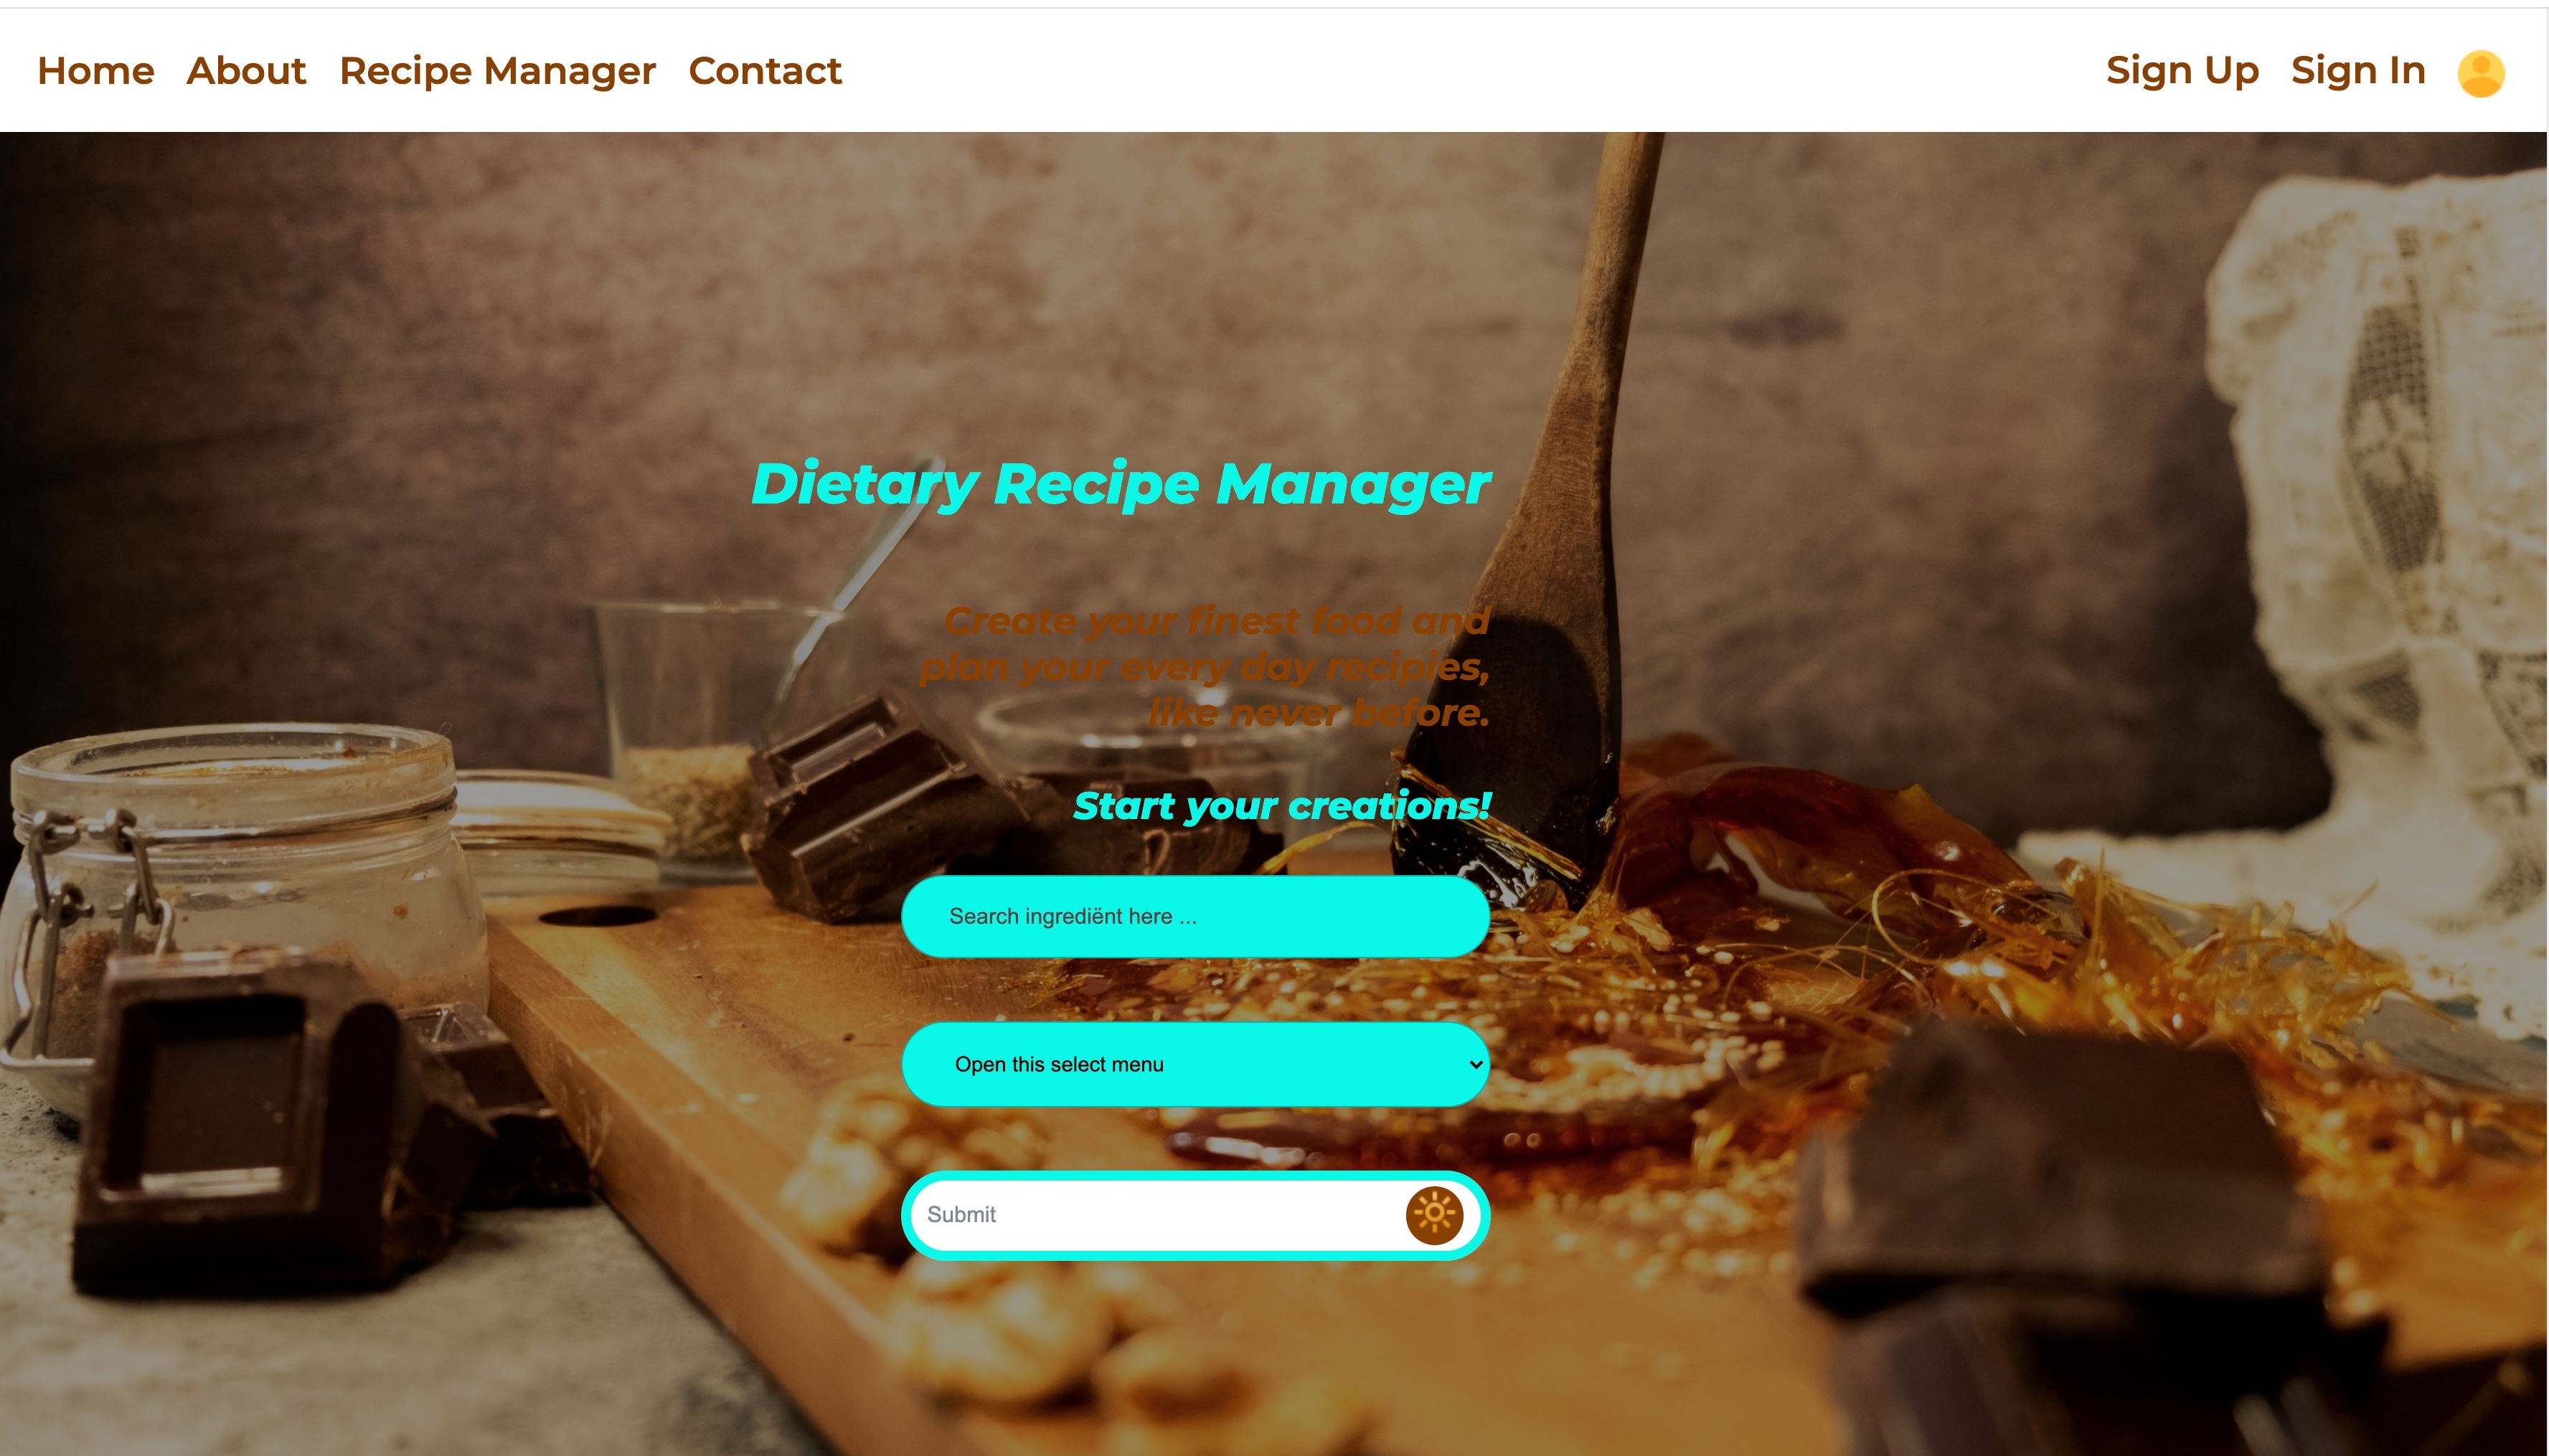 Home About Recipe Manager Contact Sign Up Sign In
Dietary Recipe Manager
Create your finest food and
plan your every day recipies,
like never before.
Start your creations!
Search ingrediënt here ...
Open this select menu
Submit